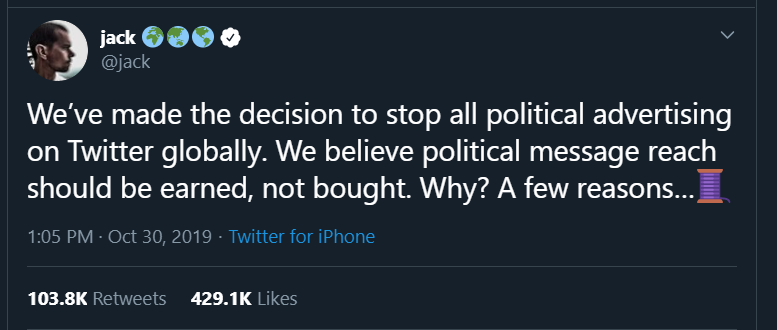 jack 🌍🌏🌎
@jack
We’ve made the decision to stop all political advertising
on Twitter globally. We believe political message reach
should be earned, not bought. Why? A few reasons…🧵
1:05 PM · Oct 30, 2019 · Twitter for iPhone
103.8K Retweets 429.1K Likes